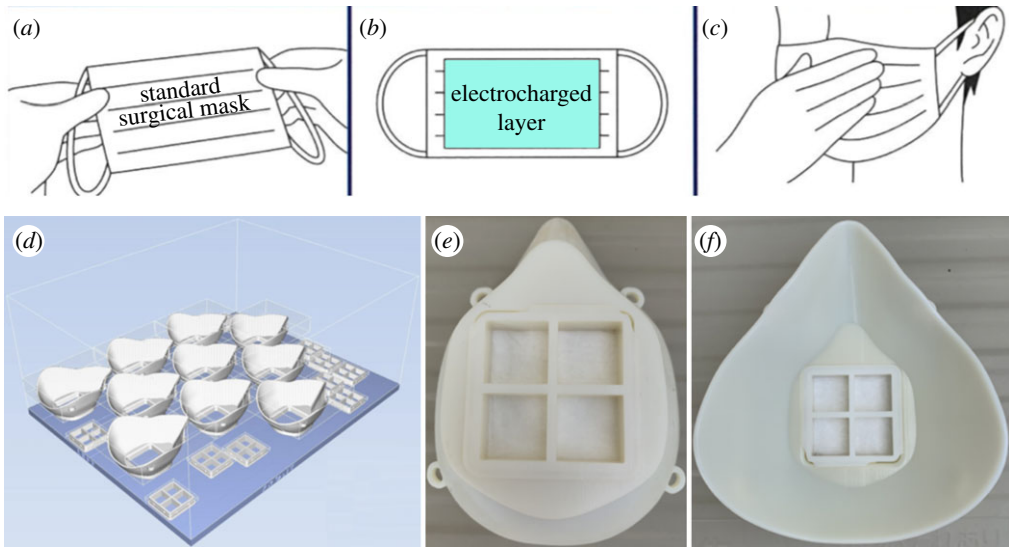 (a)
standard
surgical mask
(b)
electrocharged
layer
(c)
(d)
(e)
(f)